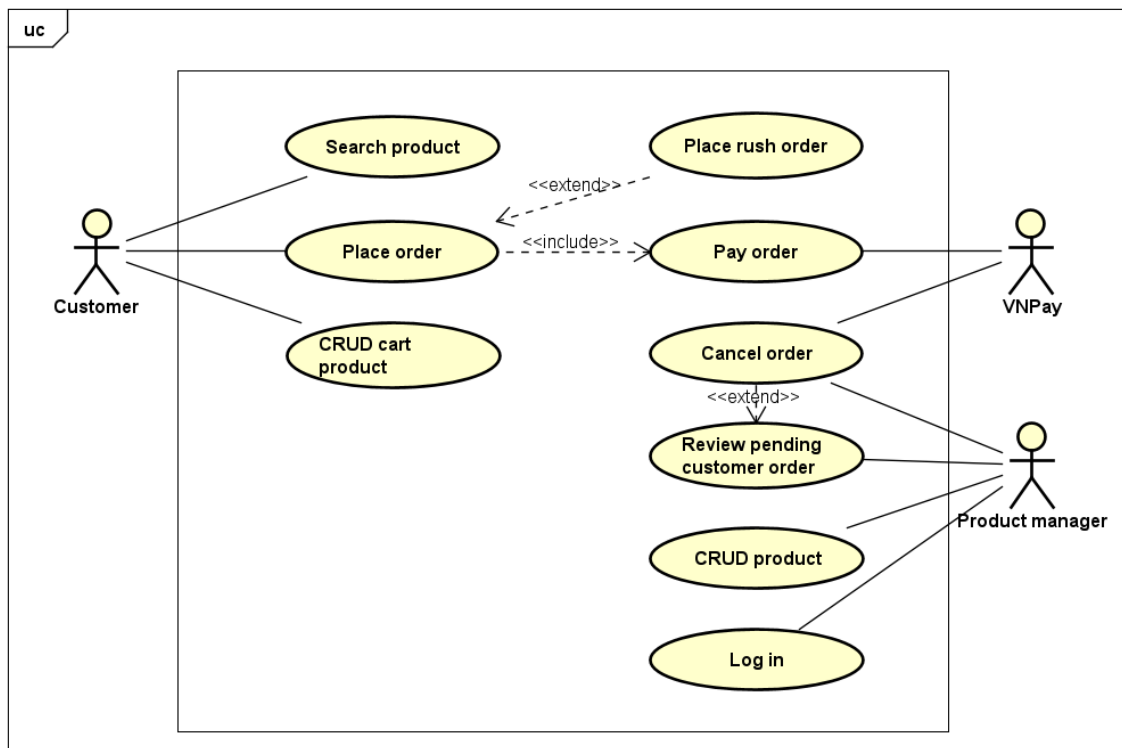 uc
Search product
Place rush order
<<extend>>
Place order
<<include>>
Pay order
Customer
VNPay
CRUD cart
product
Cancel order
<<extend>>
Review pending
customer order
Product manager
CRUD product
Log in